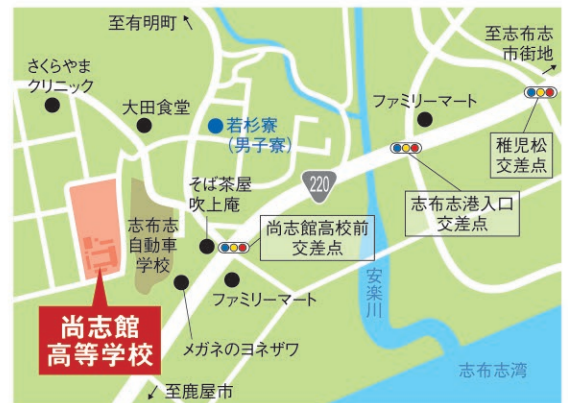 至有明町
至志布志
市街地
さくらやま
クリニック
大田食堂
若杉寮
(男子寮)
ファミリーマート
稚児松
交差点
220
志布志港入口
交差点
そば茶屋
吹上庵
尚志館高校前
交差点
志布志
自動車
学校
ファミリーマート
安楽川
尚志館
高等学校
メガネのヨネザワ
志布志湾
至鹿屋市